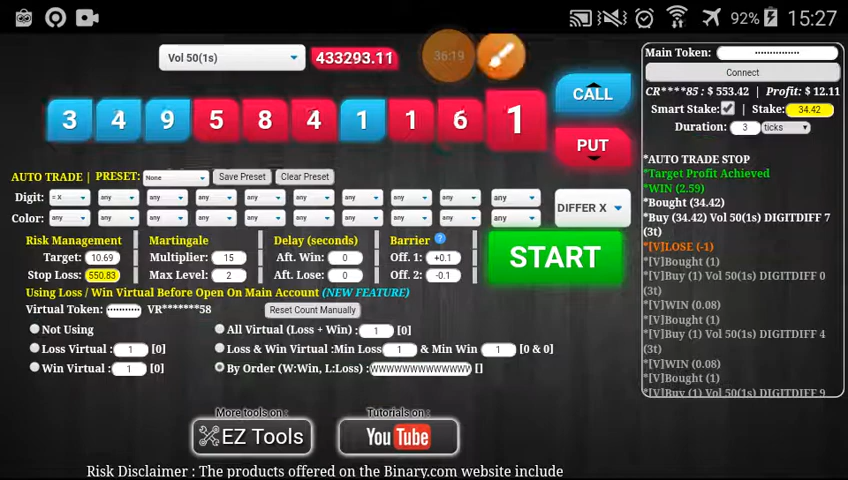 92% 15:27
Vol 50(1s) 433293.11 36:19
3 4 9 5 8 4 1 1 6 1
CALL
PUT
AUTO TRADE | PRESET: None Save Preset Clear Preset
Digit: = X any any any any any any any any any
Color: any any any any any any any any any any
DIFFER X
Risk Management Martingale Delay (seconds) Barrier ?
Target: 10.69 Multiplier: 15 Aft. Win: 0 Off. 1: +0.1
Stop Loss: 550.83 Max Level: 2 Aft. Loss: 0 Off. 2: -0.1
START
Using Loss / Win Virtual Before Open On Main Account (NEW FEATURE)
Virtual Token: ••••••••••• VR*******58 Reset Count Manually
Not Using All Virtual (Loss + Win) : 1 [0]
Loss Virtual : 1 [0] Loss & Win Virtual :Min Loss 1 & Min Win 1 [0 & 0]
Win Virtual : 1 [0] By Order (W:Win, L:Loss) : WWWWWWWWWWWWW []
More tools on : Tutorials on :
EZ Tools YouTube
Risk Disclaimer : The products offered on the Binary.com website include
Main Token: •••••••••••••••
Connect
CR****85 : $ 553.42 | Profit: $ 12.11
Smart Stake: | Stake: 34.42
Duration: 3 ticks
*AUTO TRADE STOP
*Target Profit Achieved
*WIN (2.59)
*Bought (34.42)
*Buy (34.42) Vol 50(1s) DIGITDIFF 7
(3t)
*[V]LOSE (-1)
*[V]Bought (1)
*[V]Buy (1) Vol 50(1s) DIGITDIFF 0
(3t)
*[V]WIN (0.08)
*[V]Bought (1)
*[V]Buy (1) Vol 50(1s) DIGITDIFF 4
(3t)
*[V]WIN (0.08)
*[V]Bought (1)
*[V]Buy (1) Vol 50(1s) DIGITDIFF 9